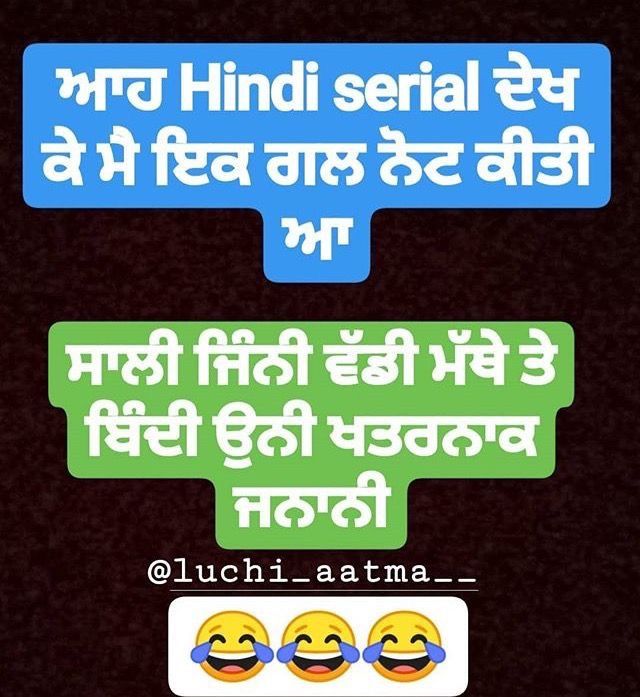 ਆਹ Hindi serial ਦੇਖ
ਕੇ ਮੈ ਇਕ ਗਲ ਨੋਟ ਕੀਤੀ
ਆ
ਸਾਲੀ ਜਿੰਨੀ ਵੱਡੀ ਮੱਥੇ ਤੇ
ਬਿੰਦੀ ਉਨੀ ਖਤਰਨਾਕ
ਜਨਾਨੀ
@luchi_aatma__
😂😂😂